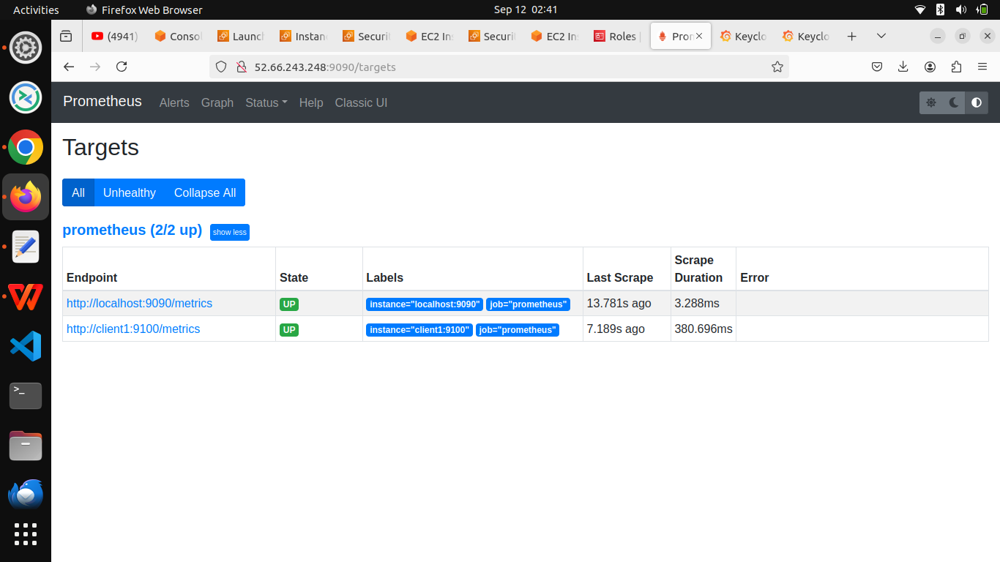 Activities Firefox Web Browser Sep 12 02:41
(4941) Conso Launch Instan Securit EC2 Ins Securit EC2 Ins Roles | Pron Keyclo Keyclo
52.66.243.248:9090/targets
Prometheus Alerts Graph Status Help Classic UI
Targets
All Unhealthy Collapse All
prometheus (2/2 up) show less
Endpoint State Labels Last Scrape Scrape Duration Error
http://localhost:9090/metrics UP instance="localhost:9090" job="prometheus" 13.781s ago 3.288ms
http://client1:9100/metrics UP instance="client1:9100" job="prometheus" 7.189s ago 380.696ms